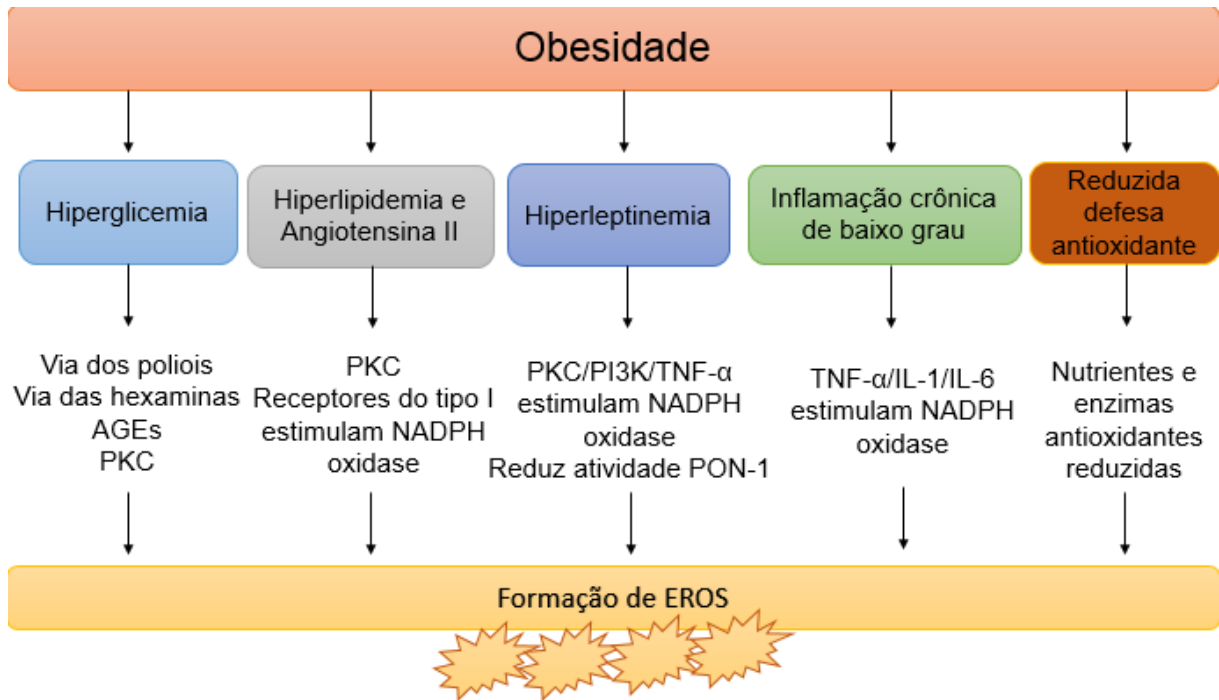 Obesidade
Hiperglicemia
Hiperlipidemia e
Angiotensina II
Hiperleptinemia
Inflamação crônica
de baixo grau
Reduzida
defesa
antioxidante
Via dos poliois
Via das hexaminas
AGEs
PKC
PKC
Receptores do tipo I
estimulam NADPH
oxidase
PKC/PI3K/TNF-α
estimulam NADPH
oxidase
Reduz atividade PON-1
TNF-α/IL-1/IL-6
estimulam NADPH
oxidase
Nutrientes e
enzimas
antioxidantes
reduzidas
Formação de EROS